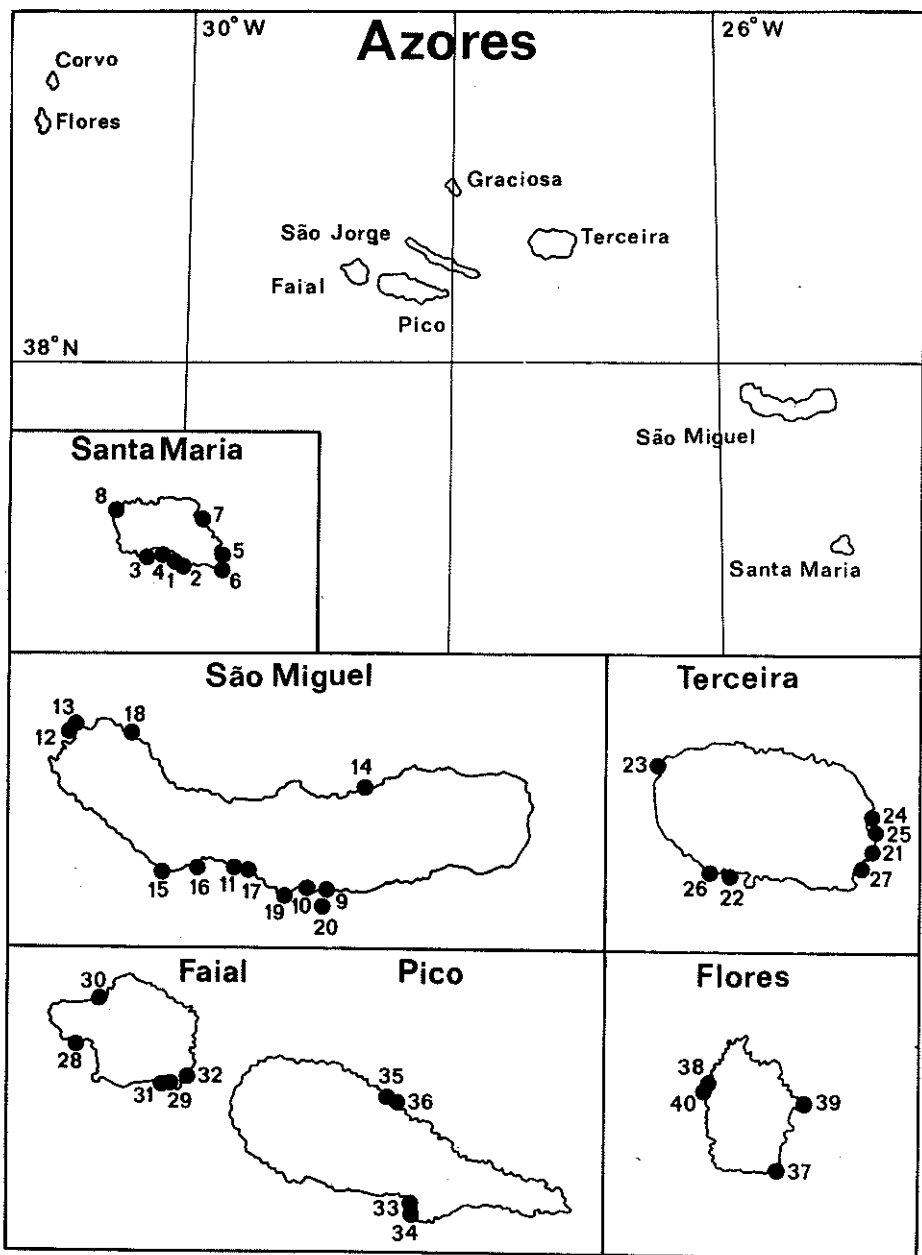 30°W
Azores
26°W
Corvo
Flores
Graciosa
São Jorge
Terceira
Faial
Pico
38°N
São Miguel
Santa Maria
Santa Maria
8
7
5
3
4
1
2
6
São Miguel
13
12
18
14
15
16
11
17
19
10
9
20
Terceira
23
24
25
21
27
26
22
Faial
Pico
30
28
32
31
29
35
36
33
34
Flores
38
40
39
37